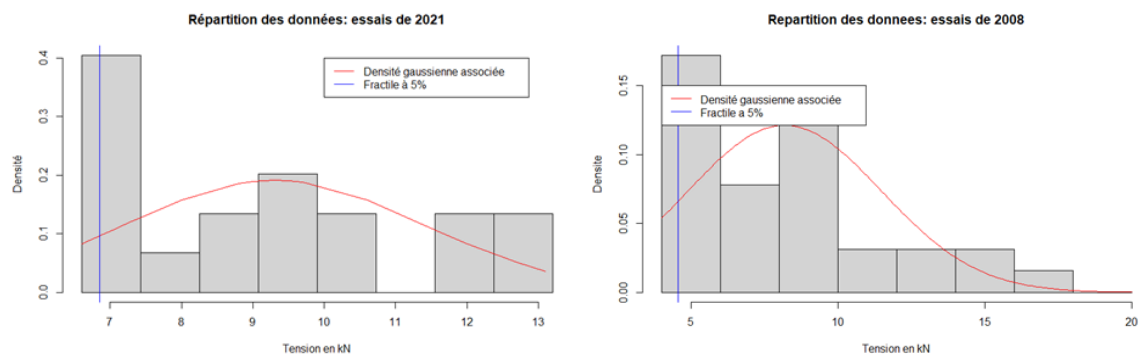 Répartition des données: essais de 2021
Densité
0.0
0.1
0.2
0.3
0.4
Densité gaussienne associée
Fractile à 5%
7
8
9
10
11
12
13
Tension en kN
Repartition des donnees: essais de 2008
Densite
0.00
0.05
0.10
0.15
Densité gaussienne associée
Fractile a 5%
5
10
15
20
Tension en kN